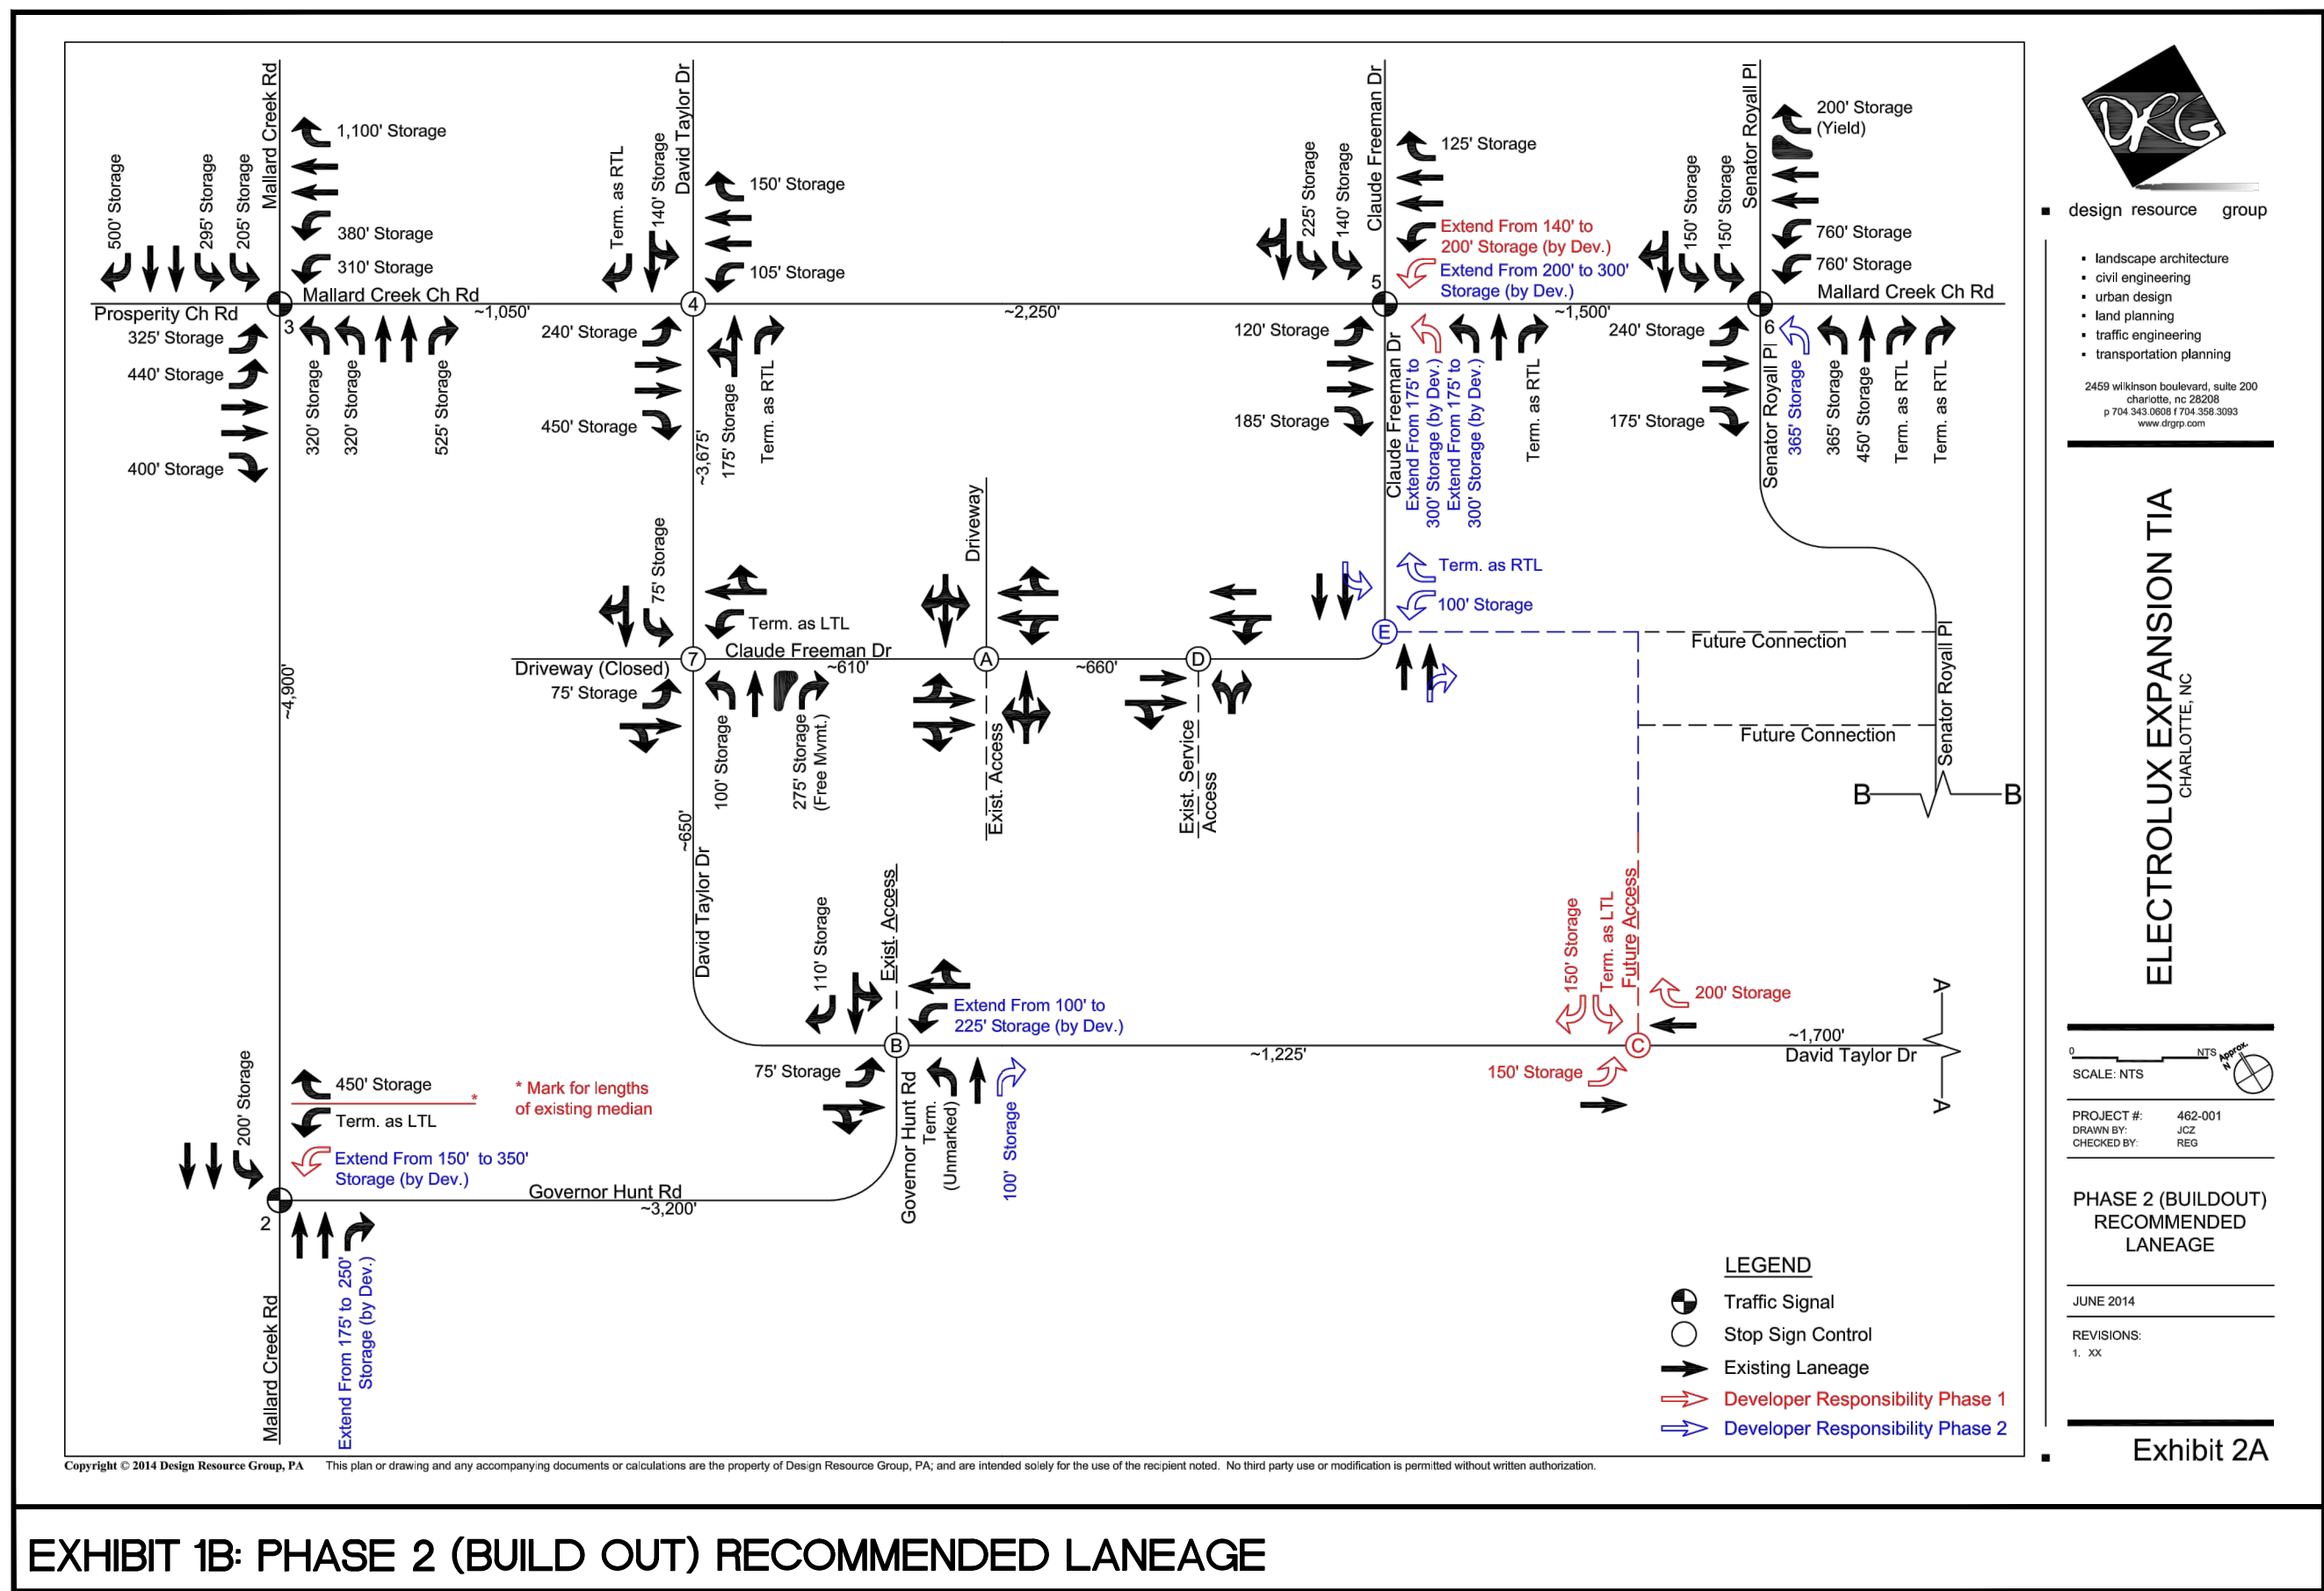 Mallard Creek Rd
500' Storage
295' Storage
205' Storage
1,100' Storage
380' Storage
310' Storage
Mallard Creek Ch Rd
Prosperity Ch Rd
3
325' Storage
440' Storage
400' Storage
320' Storage
320' Storage
525' Storage
~1,050'
David Taylor Dr
Term. as RTL
140' Storage
150' Storage
105' Storage
4
240' Storage
450' Storage
175' Storage
Term. as RTL
~3,675'
~2,250'
Claude Freeman Dr
225' Storage
140' Storage
125' Storage
Extend From 140' to
200' Storage (by Dev.)
Extend From 200' to 300'
Storage (by Dev.)
5
120' Storage
185' Storage
Claude Freeman Dr
Extend From 175' to
300' Storage (by Dev.)
Extend From 175' to
300' Storage (by Dev.)
Term. as RTL
~1,500'
Senator Royall Pl
150' Storage
150' Storage
200' Storage
(Yield)
760' Storage
760' Storage
Mallard Creek Ch Rd
6
240' Storage
175' Storage
Senator Royall Pl
365' Storage
365' Storage
450' Storage
Term. as RTL
Term. as RTL
~4,900'
75' Storage
Term. as LTL
Claude Freeman Dr
Driveway (Closed)
7
75' Storage
100' Storage
275' Storage
(Free Mvmt.)
~610'
Driveway
A
Exist. Access
~660'
D
Exist. Service
Access
Term. as RTL
100' Storage
E
Future Connection
Future Connection
Senator Royall Pl
B
B
~650'
David Taylor Dr
110' Storage
Exist. Access
Extend From 100' to
225' Storage (by Dev.)
B
75' Storage
Governor Hunt Rd
Term.
(Unmarked)
100' Storage
~1,225'
150' Storage
Term. as LTL
Future Access
200' Storage
C
150' Storage
~1,700'
David Taylor Dr
A
A
200' Storage
450' Storage
*
* Mark for lengths
of existing median
Term. as LTL
Extend From 150' to 350'
Storage (by Dev.)
Governor Hunt Rd
~3,200'
2
Mallard Creek Rd
Extend From 175' to 250'
Storage (by Dev.)
LEGEND
Traffic Signal
Stop Sign Control
Existing Laneage
Developer Responsibility Phase 1
Developer Responsibility Phase 2
DRG
design resource group
landscape architecture
civil engineering
urban design
land planning
traffic engineering
transportation planning
2459 wilkinson boulevard, suite 200
charlotte, nc 28208
p 704.343.0608 f 704.358.3093
www.drgrp.com
ELECTROLUX EXPANSION TIA
CHARLOTTE, NC
0 NTS
Approx.
N
SCALE: NTS
PROJECT #: 462-001
DRAWN BY: JCZ
CHECKED BY: REG
PHASE 2 (BUILDOUT)
RECOMMENDED
LANEAGE
JUNE 2014
REVISIONS:
1. XX
Exhibit 2A
Copyright © 2014 Design Resource Group, PA This plan or drawing and any accompanying documents or calculations are the property of Design Resource Group, PA; and are intended solely for the use of the recipient noted. No third party use or modification is permitted without written authorization.
EXHIBIT 1B: PHASE 2 (BUILD OUT) RECOMMENDED LANEAGE